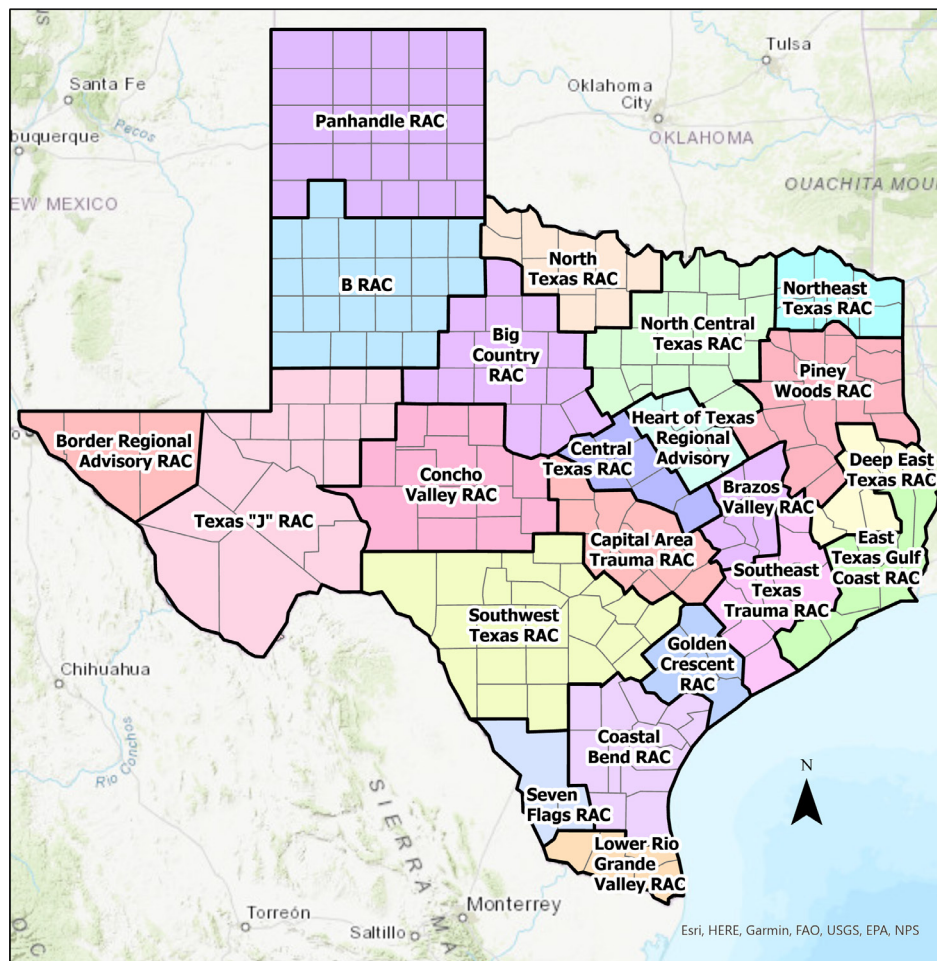 Tulsa
Santa Fe
Oklahoma
City
Pecos
buquerque
Panhandle RAC
OKLAHOMA
OUACHITA MOU
EW MEXICO
North
Texas RAC
B RAC
Northeast
Texas RAC
North Central
Texas RAC
Big
Country
RAC
Piney
Woods RAC
Heart of Texas
Regional
Advisory
Border Regional
Advisory RAC
Central
Texas RAC
Deep East
Texas RAC
Concho
Valley RAC
Brazos
Valley RAC
Texas "J" RAC
Capital Area
Trauma RAC
East
Texas Gulf
Coast RAC
Southeast
Texas
Trauma RAC
Southwest
Texas RAC
Golden
Crescent
RAC
Chihuahua
Rio Conchos
Coastal
Bend RAC
N
Seven
Flags RAC
SIERRA MA
Lower Rio
Grande
Valley RAC
Monterrey
Torreón
Saltillo
Esri, HERE, Garmin, FAO, USGS, EPA, NPS